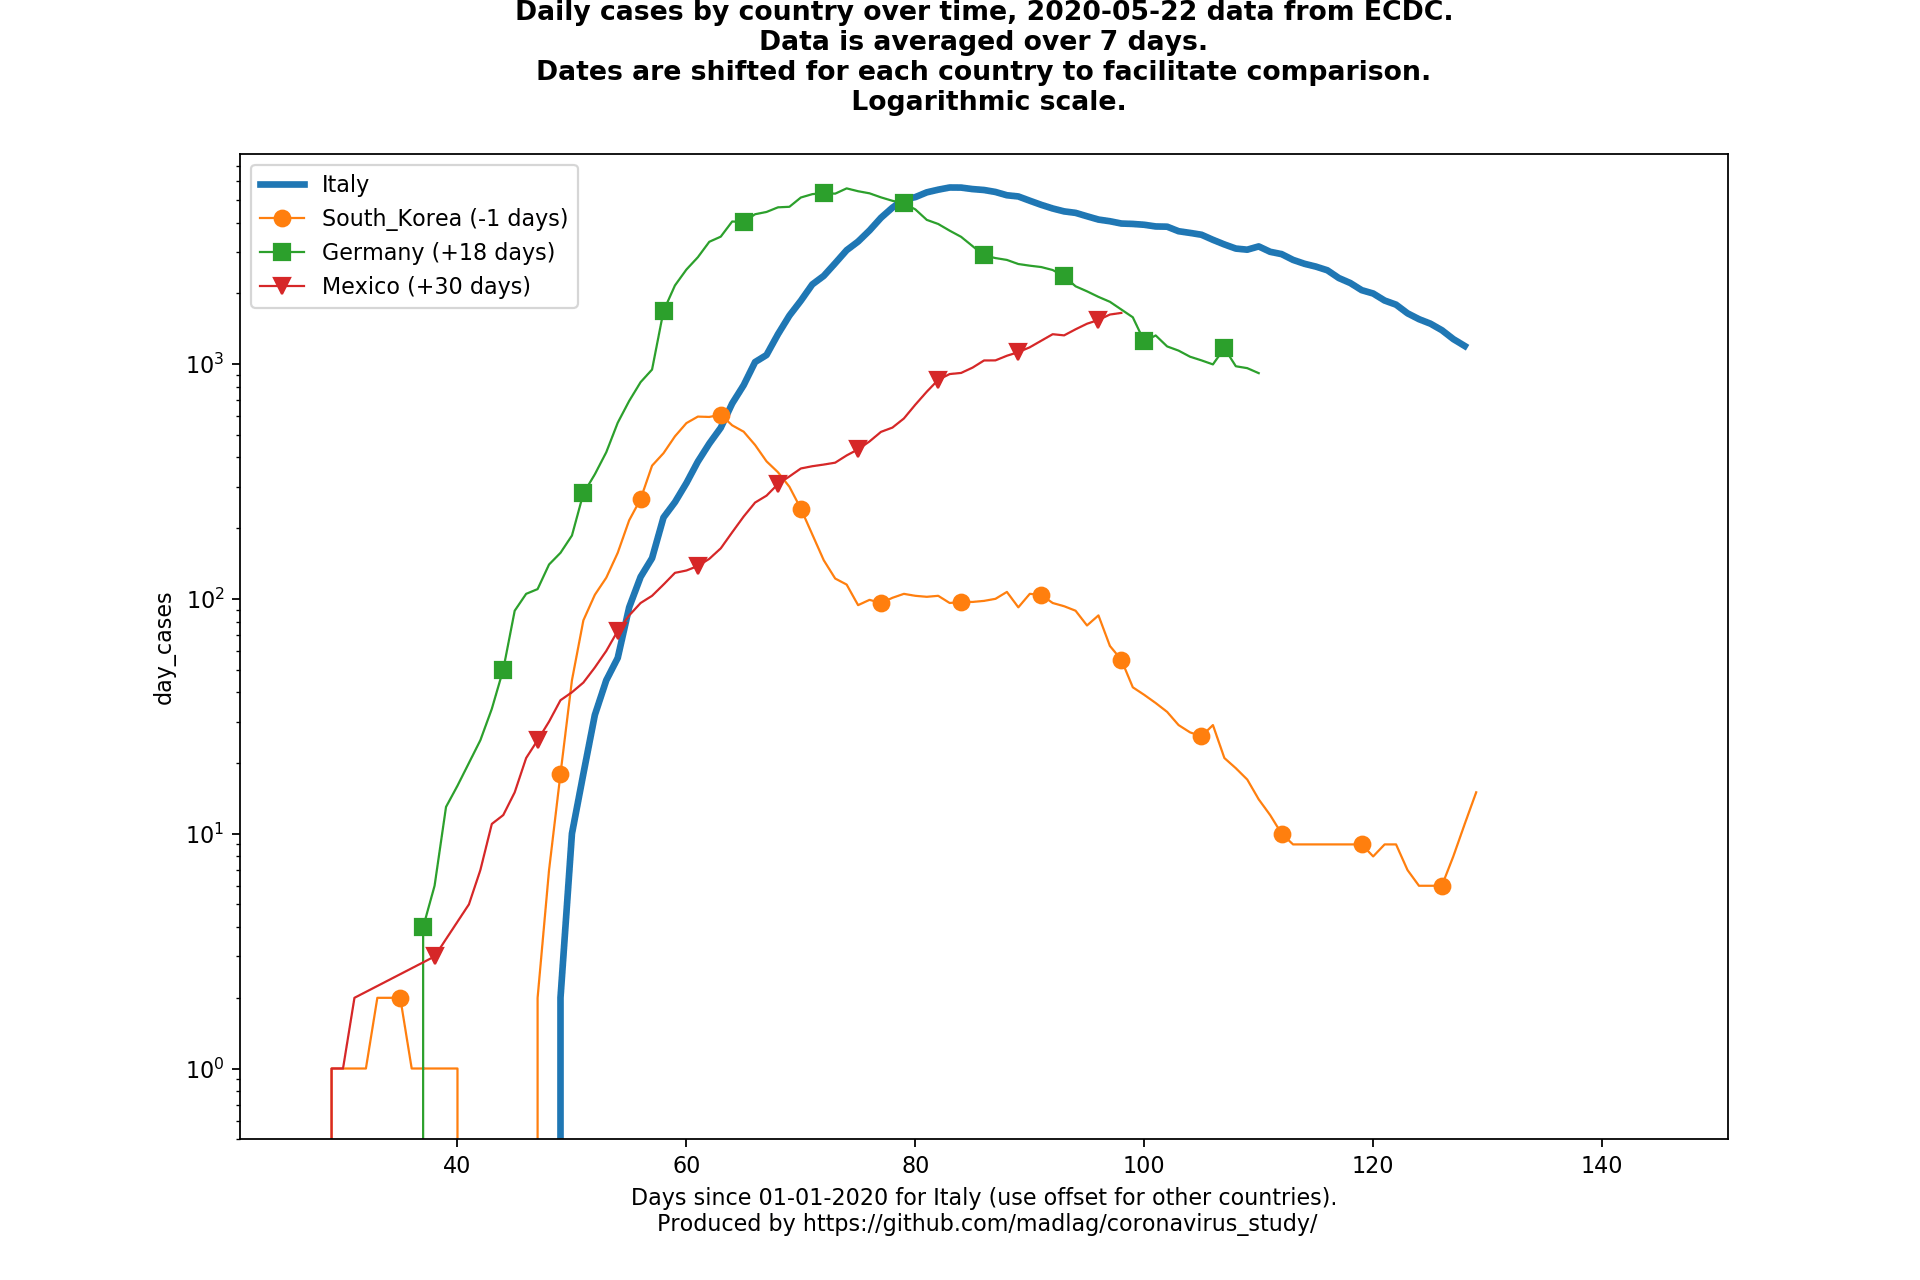 Daily cases by country over time, 2020-05-22 data from ECDC.
Data is averaged over 7 days.
Dates are shifted for each country to facilitate comparison.
Logarithmic scale.
Italy
South_Korea (-1 days)
Germany (+18 days)
Mexico (+30 days)
10³
10²
10¹
10⁰
day_cases
40 60 80 100 120 140
Days since 01-01-2020 for Italy (use offset for other countries).
Produced by https://github.com/madlag/coronavirus_study/